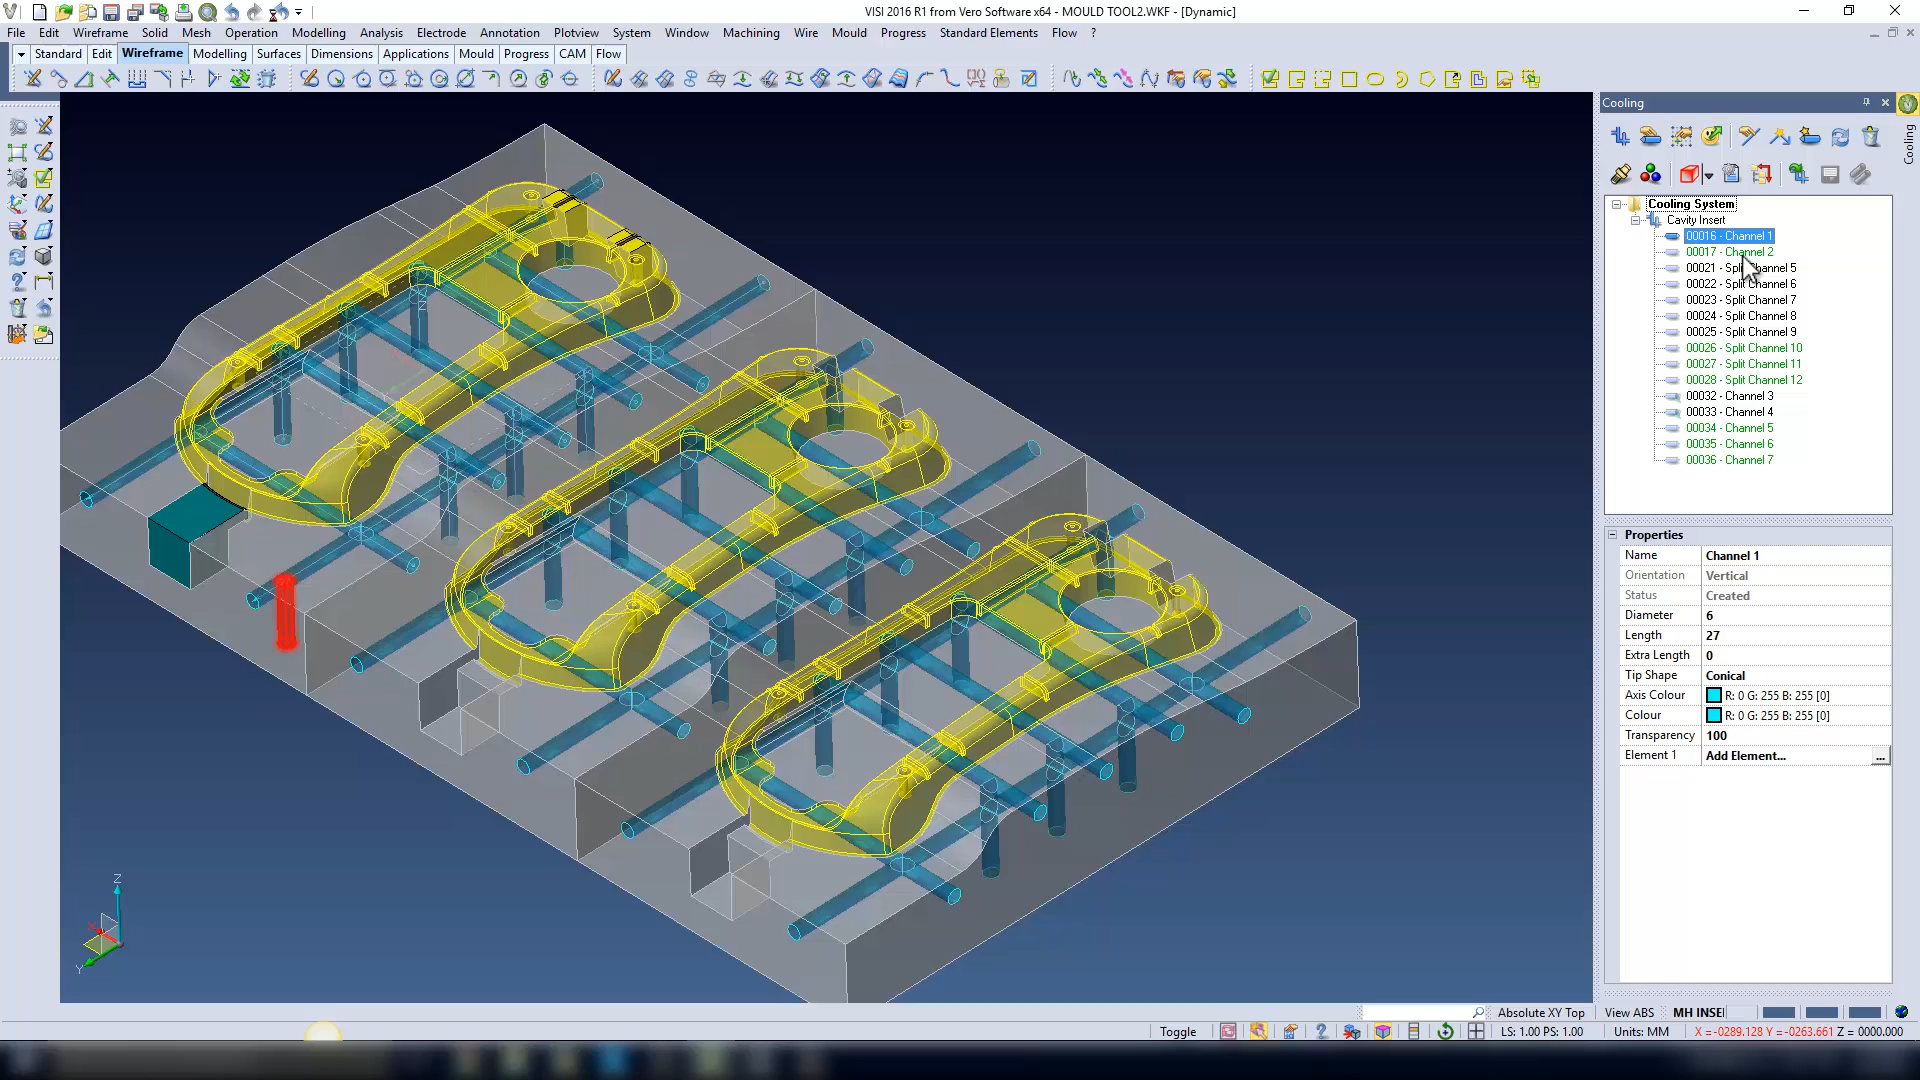 VISI 2016 R1 from Vero Software x64 - MOULD TOOL2.WKF - [Dynamic]
File Edit Wireframe Solid Mesh Operation Modelling Analysis Electrode Annotation Plotview System Window Machining Wire Mould Progress Standard Elements Flow ?
Standard Edit Wireframe Modelling Surfaces Dimensions Applications Mould Progress CAM Flow
Cooling
Cooling
Cooling System
Cavity Insert
00016 - Channel 1
00017 - Channel 2
00021 - Split Channel 5
00022 - Split Channel 6
00023 - Split Channel 7
00024 - Split Channel 8
00025 - Split Channel 9
00026 - Split Channel 10
00027 - Split Channel 11
00028 - Split Channel 12
00032 - Channel 3
00033 - Channel 4
00034 - Channel 5
00035 - Channel 6
00036 - Channel 7
Properties
Name Channel 1
Orientation Vertical
Status Created
Diameter 6
Length 27
Extra Length 0
Tip Shape Conical
Axis Colour R: 0 G: 255 B: 255 [0]
Colour R: 0 G: 255 B: 255 [0]
Transparency 100
Element 1 Add Element... ...
Z
X
Y
Absolute XY Top View ABS MH INSE
Toggle LS: 1.00 PS: 1.00 Units: MM X = -0289.128 Y = -0263.661 Z = 0000.000